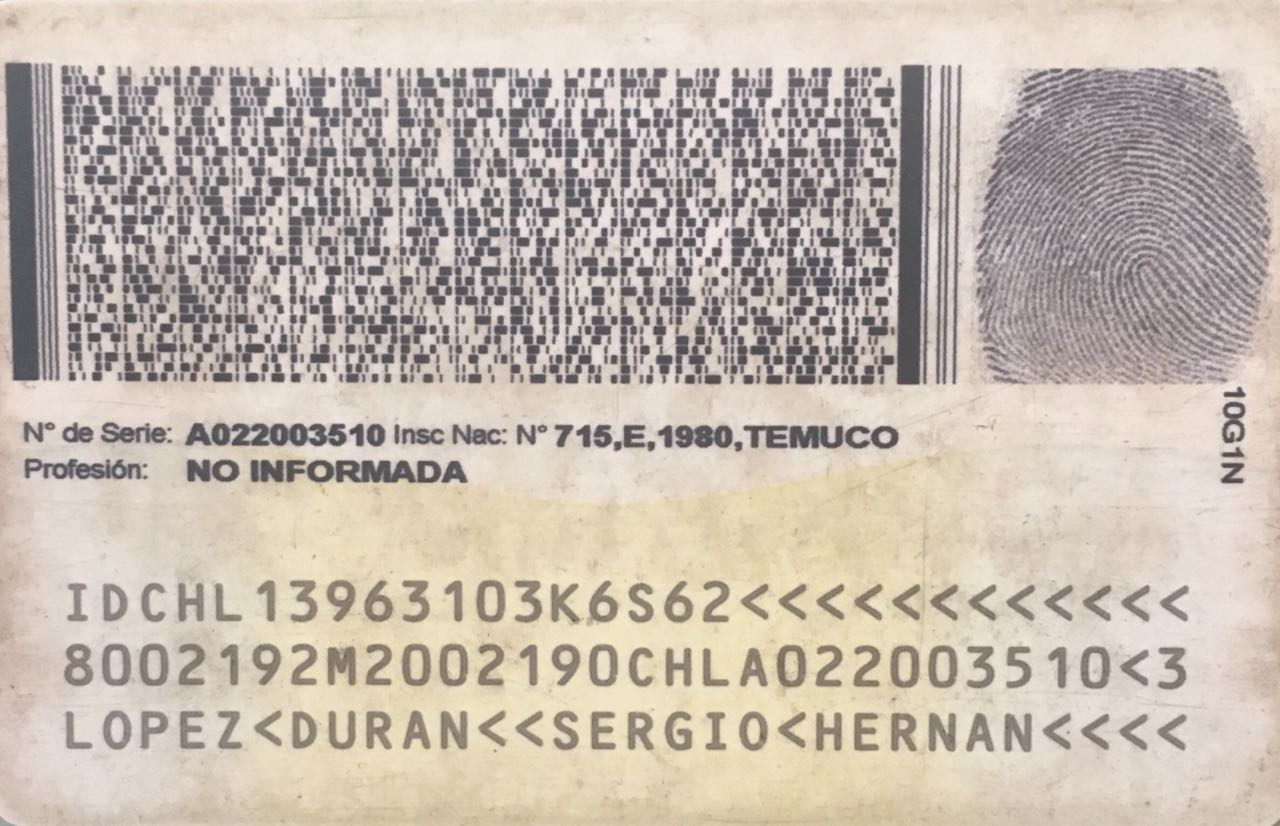 N° de Serie: A022003510 Insc Nac: N° 715,E,1980,TEMUCO
Profesión: NO INFORMADA
10G1N
IDCHL13963103K6S62<<<<<<<<<<<<<
8002192M2002190CHLA022003510<3
LOPEZ<DURAN<<SERGIO<HERNAN<<<<